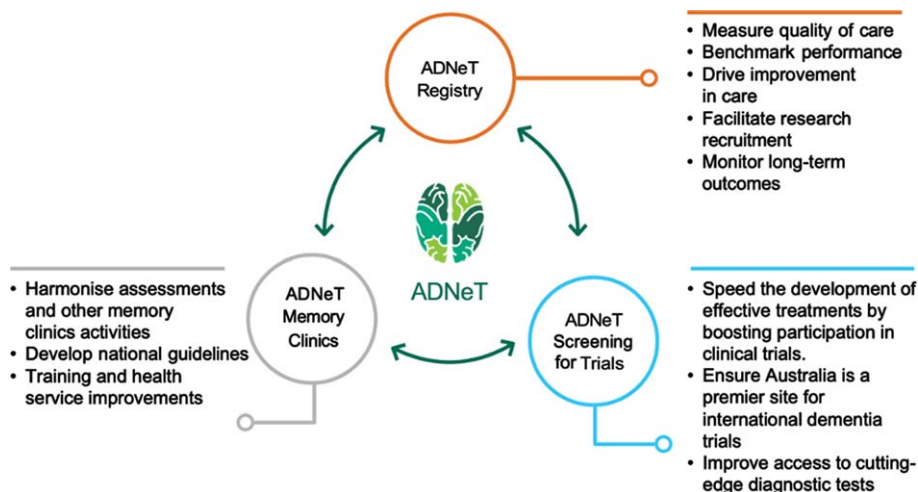 ADNeT
Registry
• Measure quality of care
• Benchmark performance
• Drive improvement
in care
• Facilitate research
recruitment
• Monitor long-term
outcomes
ADNeT
• Harmonise assessments
and other memory
clinics activities
• Develop national guidelines
• Training and health
service improvements
ADNeT
Memory
Clinics
ADNeT
Screening
for Trials
• Speed the development of
effective treatments by
boosting participation in
clinical trials.
• Ensure Australia is a
premier site for
international dementia
trials
• Improve access to cutting-
edge diagnostic tests